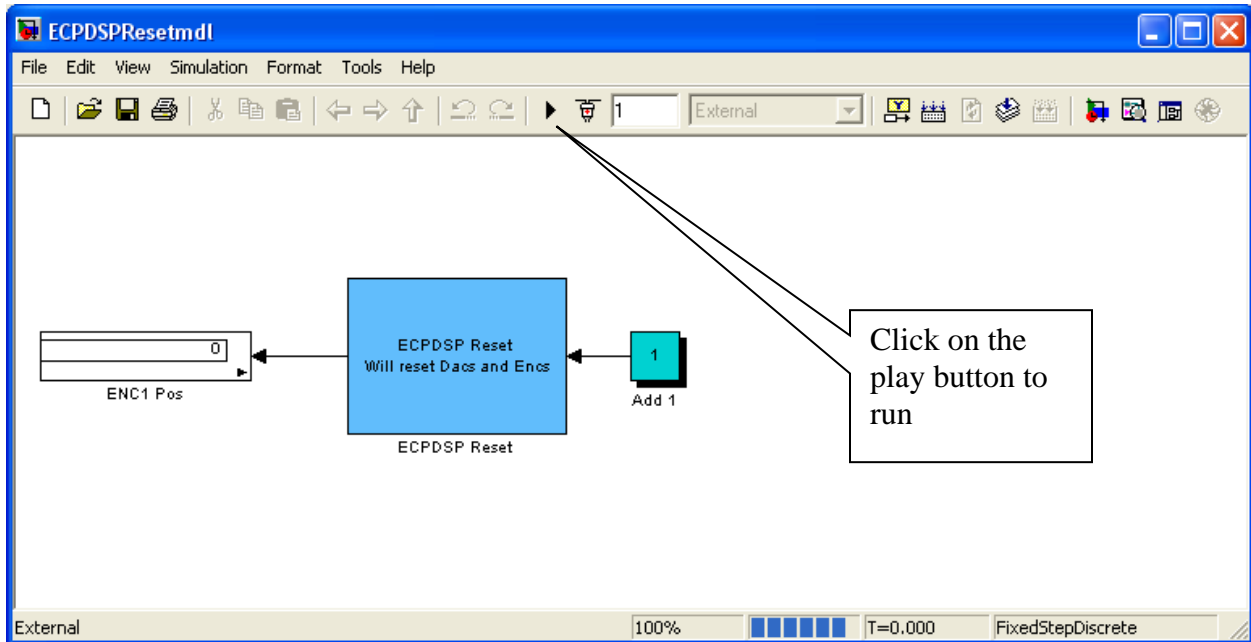 ECPDSPResetmdl
File Edit View Simulation Format Tools Help
1 External
0
ENC1 Pos
ECPDSP Reset
Will reset Dacs and Encs
ECPDSP Reset
1
Add 1
Click on the
play button to
run
External 100% T=0.000 FixedStepDiscrete